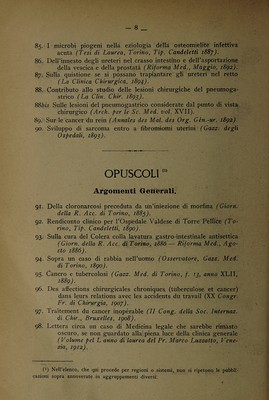 — 8 —
85. I microbi piogeni nella eziologia della osteomielite infettiva
acuta (Tesi di Laurea, Torino, Tip. Candeletti 1887).
86. Dell'innesto degli ureteri nel crasso intestino e dell'esportazione
della vescica e della prostata (Riforma Med., Maggio, 1892).
87. Sulla quistione se si possano trapiantare gli ureteri nel retto
(La Clinica Chirurgica, 1894).
88. Contributo allo studio delle lesioni chirurgiche del pneumogastrico
(La Clin. Chir. 1895).
88bis Sulle lesioni del pneumogastrico considerate dal punto di vista
chirurgico (Arch. per le Sc. Med. vol. XVII).
89. Sur le cancer du rein (Annales des Mal. des Org. Gén.-ur. 1892).
90. Sviluppo di sarcoma entro a fibromiomi uterini (Gazz. degli
Ospedali, 1893).
OPUSCOLI (1)
Argomenti Generali.
91. Della cloronarcosi preceduta da un'iniezione di morfina (Giorn.
della R. Acc. di Torino, 1885).
92. Rendiconto clinico per l'Ospedale Valdese di Torre Pellice (Torino,
Tip. Candeletti, 1890).
93. Sulla cura del Colera colla lavatura gastro-intestinale antisettica
(Giorn. della R. Acc. di Torino, 1886 — Riforma Med., Agosto
1886).
94. Sopra un caso di rabbia nell'uomo (Osservatore, Gazz. Med.
di Torino, 1890).
95. Cancro e tubercolosi (Gazz. Med. di Torino, f. 15, anno XLII,
1889).
96. Des affections chirurgicales chroniques (tuberculose et cancer)
dans leurs relations avec les accidents du travail (XX Congr.
Fr. di Chirurgia, 1907).
97. Traitement du cancer inopérable (II Cong. della Soc. Internaz.
di Chir., Bruxelles, 1908).
98. Lettera circa un caso di Medicina legale che sarebbe rimasto
oscuro, se non guardato alla piena luce della clinica generale
(Volume pel L anno di laurea del Pr. Marco Luzzatto, Venezia,
1912).
(1) Nell'elenco, che qui procede per regioni e sistemi, non si ripetono le pubblicazioni
sopra annoverate in aggruppamenti diversi.